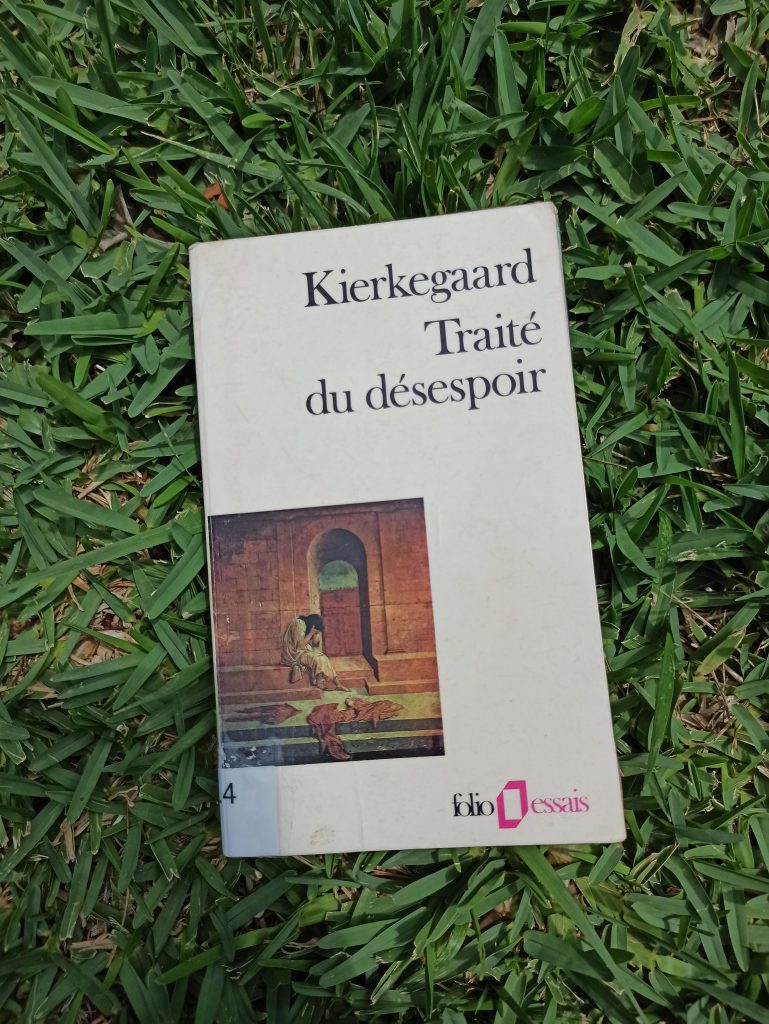 Kierkegaard
Traité
du désespoir
folio essais
4